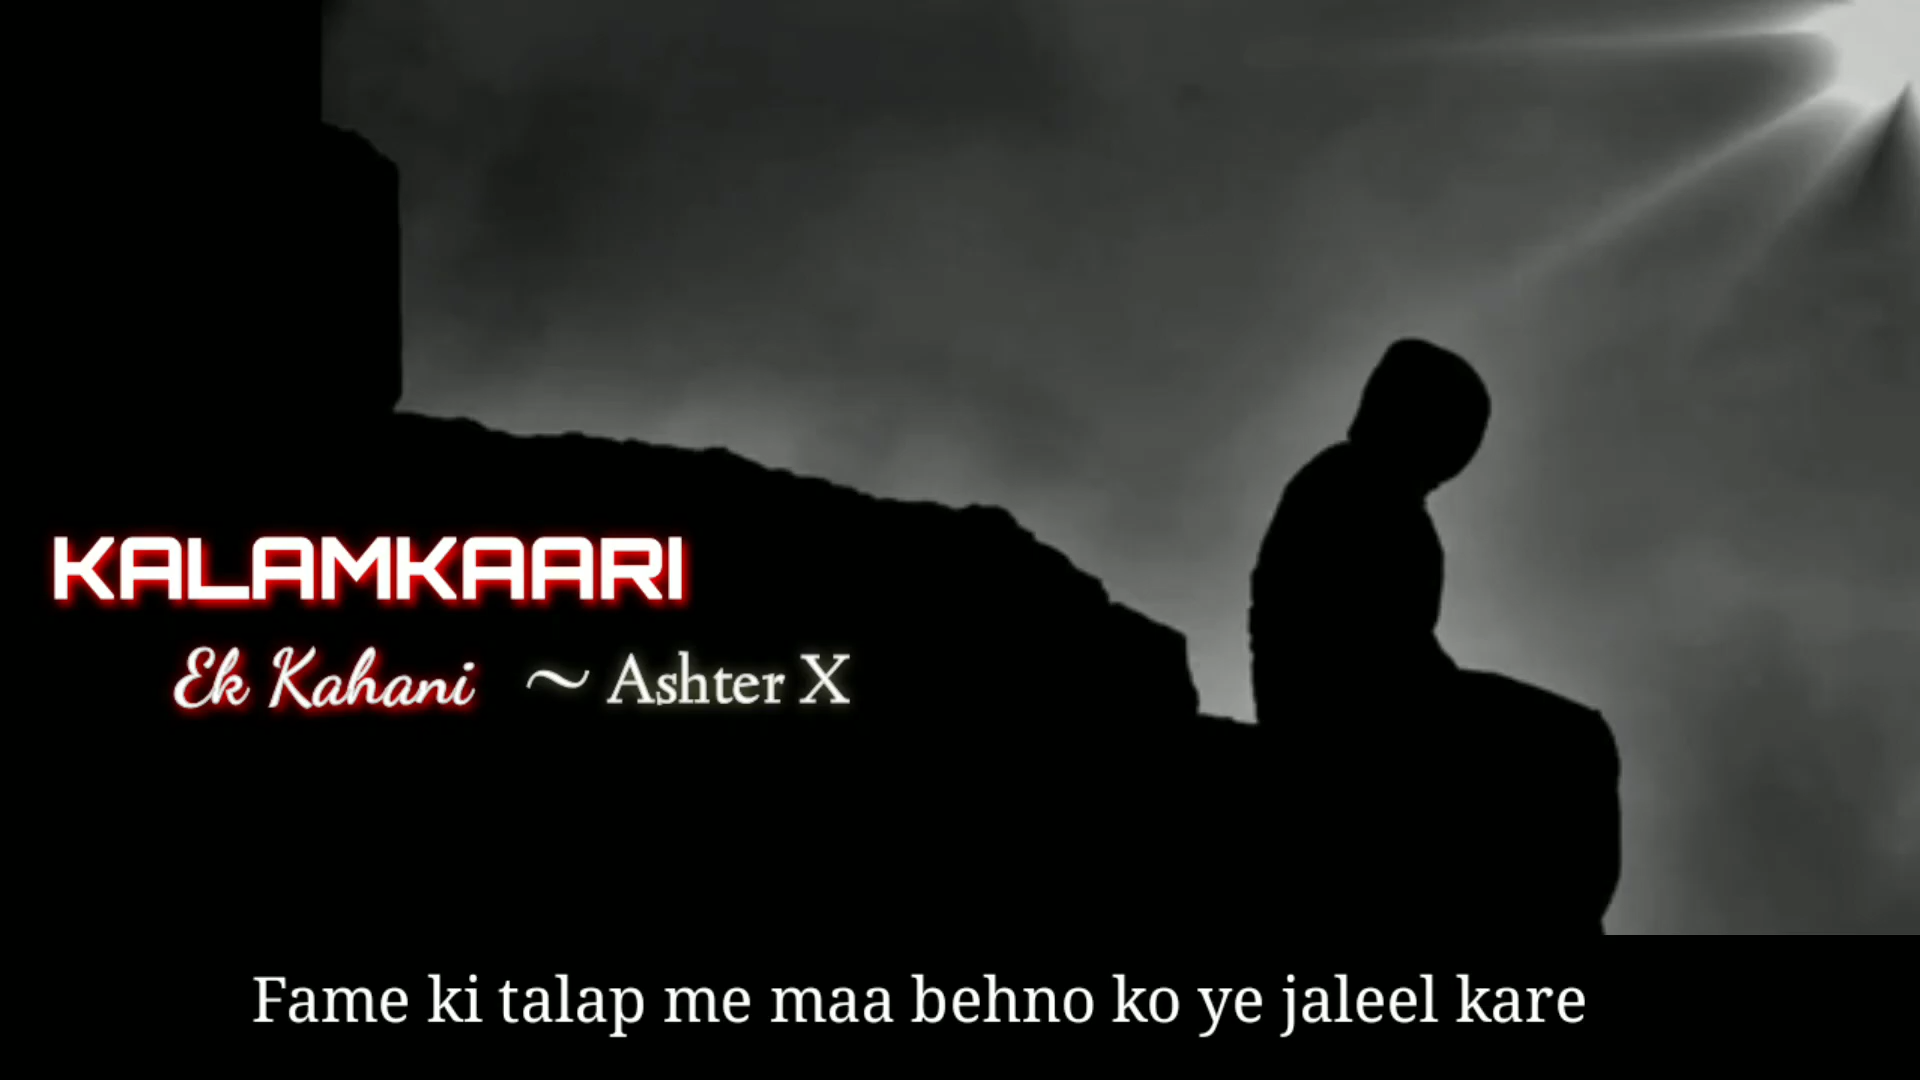 KALAMKAARI
Ek Kahani ~ Ashter X
Fame ki talap me maa behno ko ye jaleel kare